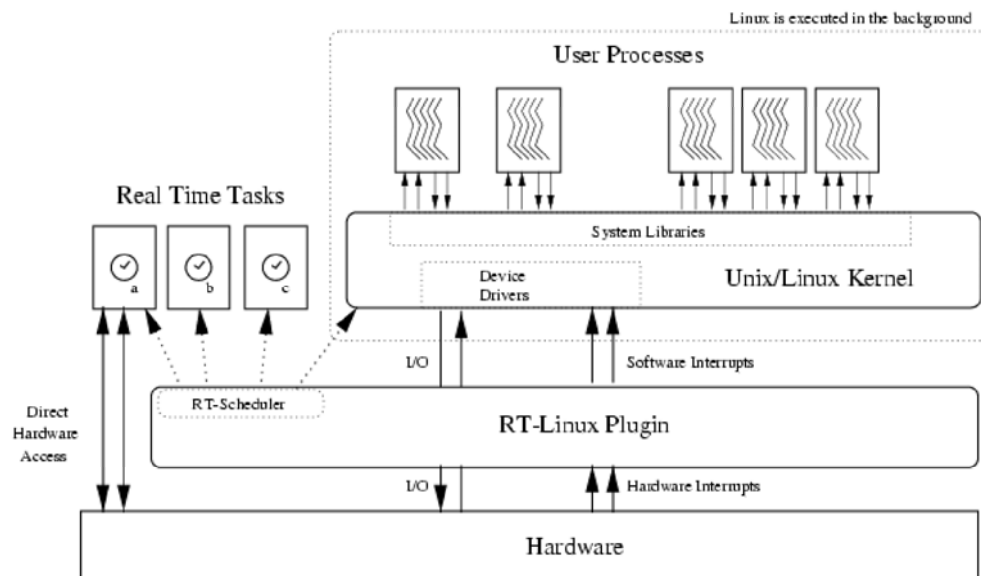 Linux is executed in the background
User Processes
Real Time Tasks
System Libraries
a
b
c
Device
Drivers
Unix/Linux Kernel
I/O
Software Interrupts
RT-Scheduler
Direct
Hardware
Access
RT-Linux Plugin
I/O
Hardware Interrupts
Hardware